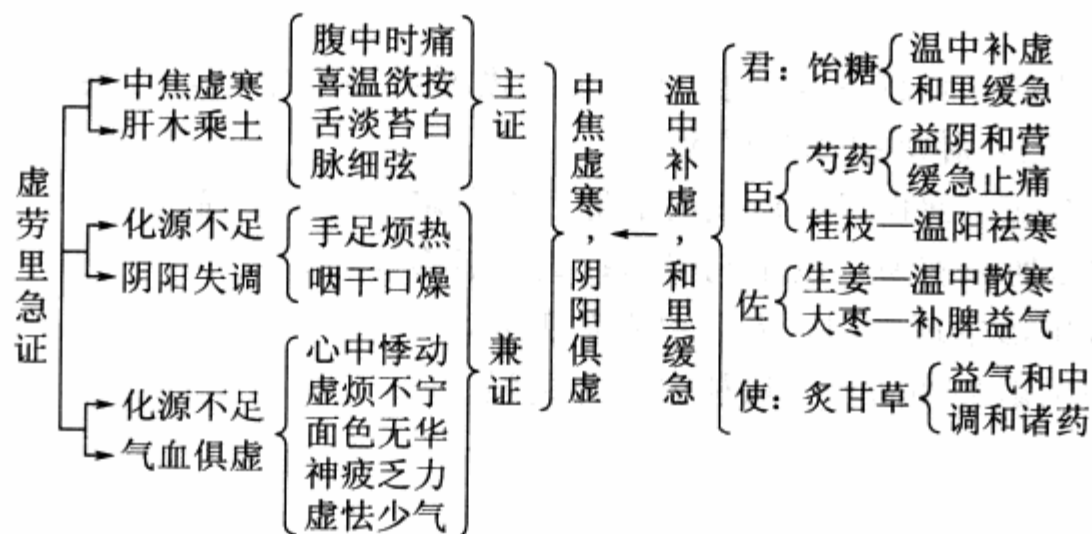 虚劳里急证
中焦虚寒
肝木乘土
腹中时痛
喜温欲按
舌淡苔白
脉细弦
主证
化源不足
阴阳失调
手足烦热
咽干口燥
化源不足
气血俱虚
心中悸动
虚烦不宁
面色无华
神疲乏力
虚怯少气
兼证
中焦虚寒，阴阳俱虚
温中补虚，和里缓急
君：饴糖
温中补虚
和里缓急
臣
芍药
益阴和营
缓急止痛
桂枝—温阳祛寒
佐
生姜—温中散寒
大枣—补脾益气
使：炙甘草
益气和中
调和诸药